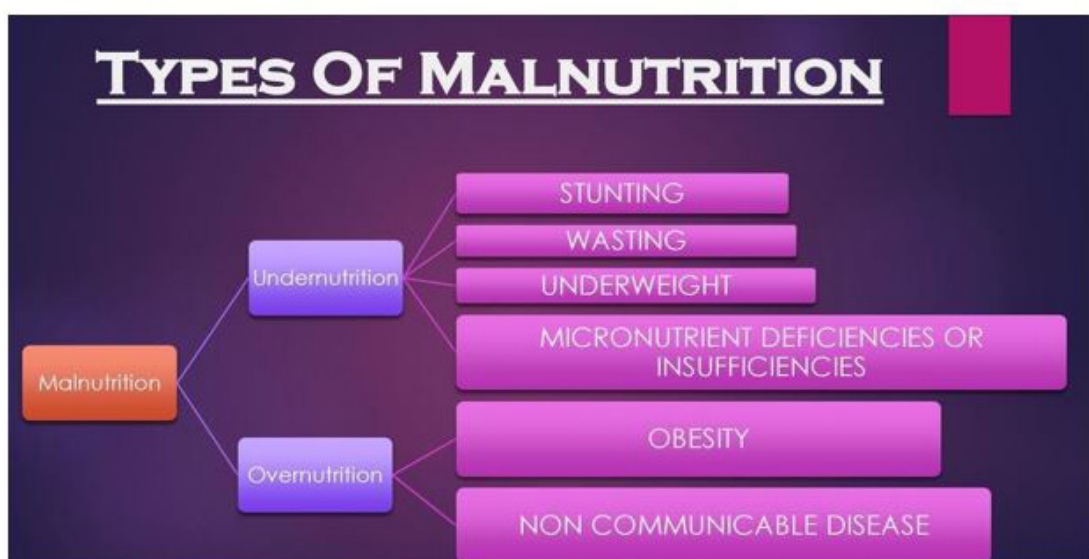 TYPES OF MALNUTRITION
STUNTING
WASTING
Undernutrition
UNDERWEIGHT
MICRONUTRIENT DEFICIENCIES OR
INSUFFICIENCIES
Malnutrition
OBESITY
Overnutrition
NON COMMUNICABLE DISEASE